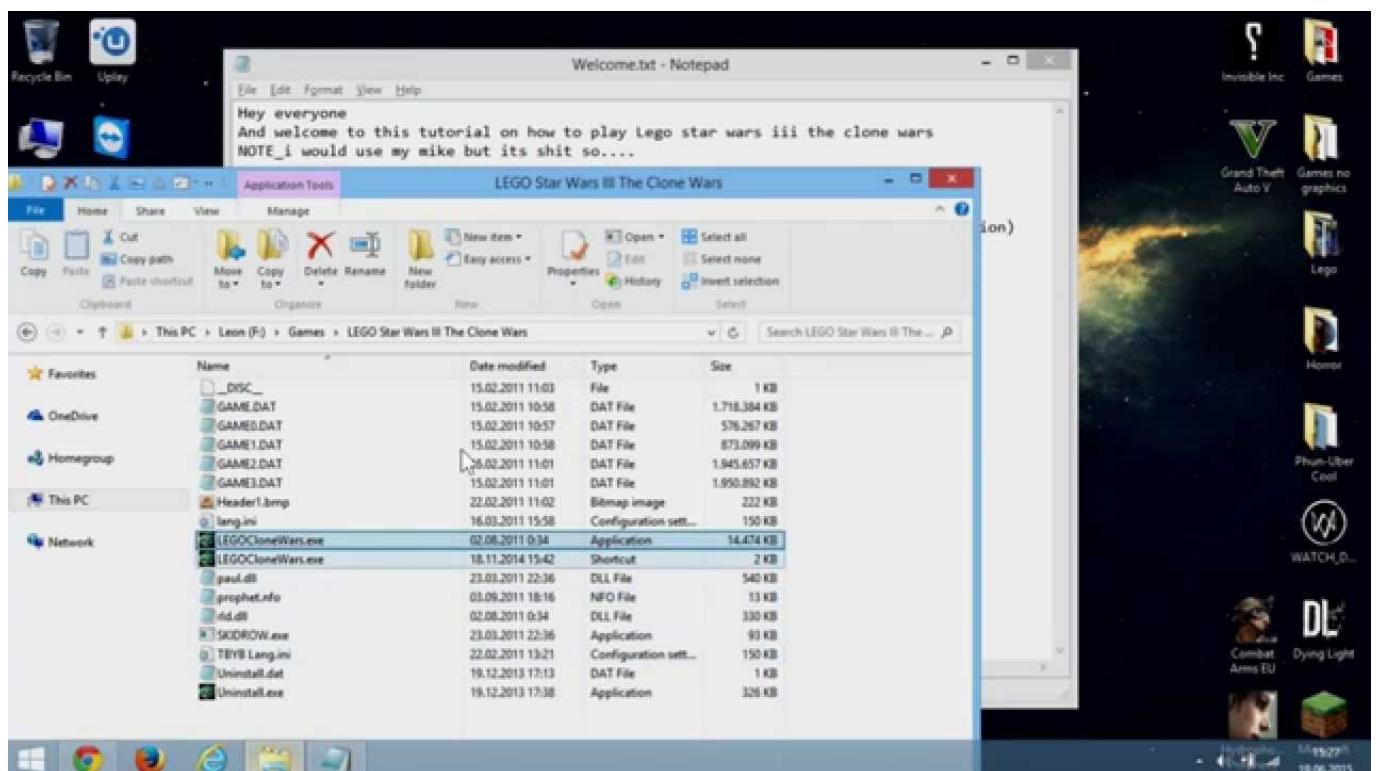 Recycle Bin
Uplay
Welcome.txt - Notepad
File Edit Format View Help
Hey everyone
And welcome to this tutorial on how to play Lego star wars iii the clone wars
NOTE_i would use my mike but its shit so....
ion)
Application Tools
LEGO Star Wars III The Clone Wars
File Home Share View Manage
Copy
Paste
Cut
Copy path
Paste shortcut
Clipboard
Move to
Copy to
Delete
Rename
Organize
New folder
New item
Easy access
New
Properties
Open
Edit
History
Open
Select all
Select none
Invert selection
Select
This PC Leon (F:) Games LEGO Star Wars III The Clone Wars
Search LEGO Star Wars III The ...
Favorites
OneDrive
Homegroup
This PC
Network
Name Date modified Type Size
__DISC__ 15.02.2011 11:03 File 1 KB
GAME.DAT 15.02.2011 10:58 DAT File 1.718.384 KB
GAME0.DAT 15.02.2011 10:57 DAT File 576.267 KB
GAME1.DAT 15.02.2011 10:58 DAT File 873.099 KB
GAME2.DAT 15.02.2011 11:01 DAT File 1.945.657 KB
GAME3.DAT 15.02.2011 11:01 DAT File 1.950.892 KB
Header1.bmp 22.02.2011 11:02 Bitmap image 222 KB
lang.ini 16.03.2011 15:58 Configuration sett... 150 KB
LEGOCloneWars.exe 02.08.2011 0:34 Application 14.474 KB
LEGOCloneWars.exe 18.11.2014 15:42 Shortcut 2 KB
paul.dll 23.03.2011 22:36 DLL File 540 KB
prophet.nfo 03.09.2011 18:16 NFO File 13 KB
rld.dll 02.08.2011 0:34 DLL File 330 KB
SKIDROW.exe 23.03.2011 22:36 Application 93 KB
TBYB Lang.ini 22.02.2011 13:21 Configuration sett... 150 KB
Uninstall.dat 19.12.2013 17:13 DAT File 1 KB
Uninstall.exe 19.12.2013 17:38 Application 326 KB
Invisible Inc
Games
Grand Theft Auto V
Games no graphics
Lego
Horror
Phun-Uber Cool
WATCH_D...
Combat Arms EU
DL
Dying Light
15:27
19.06.2015